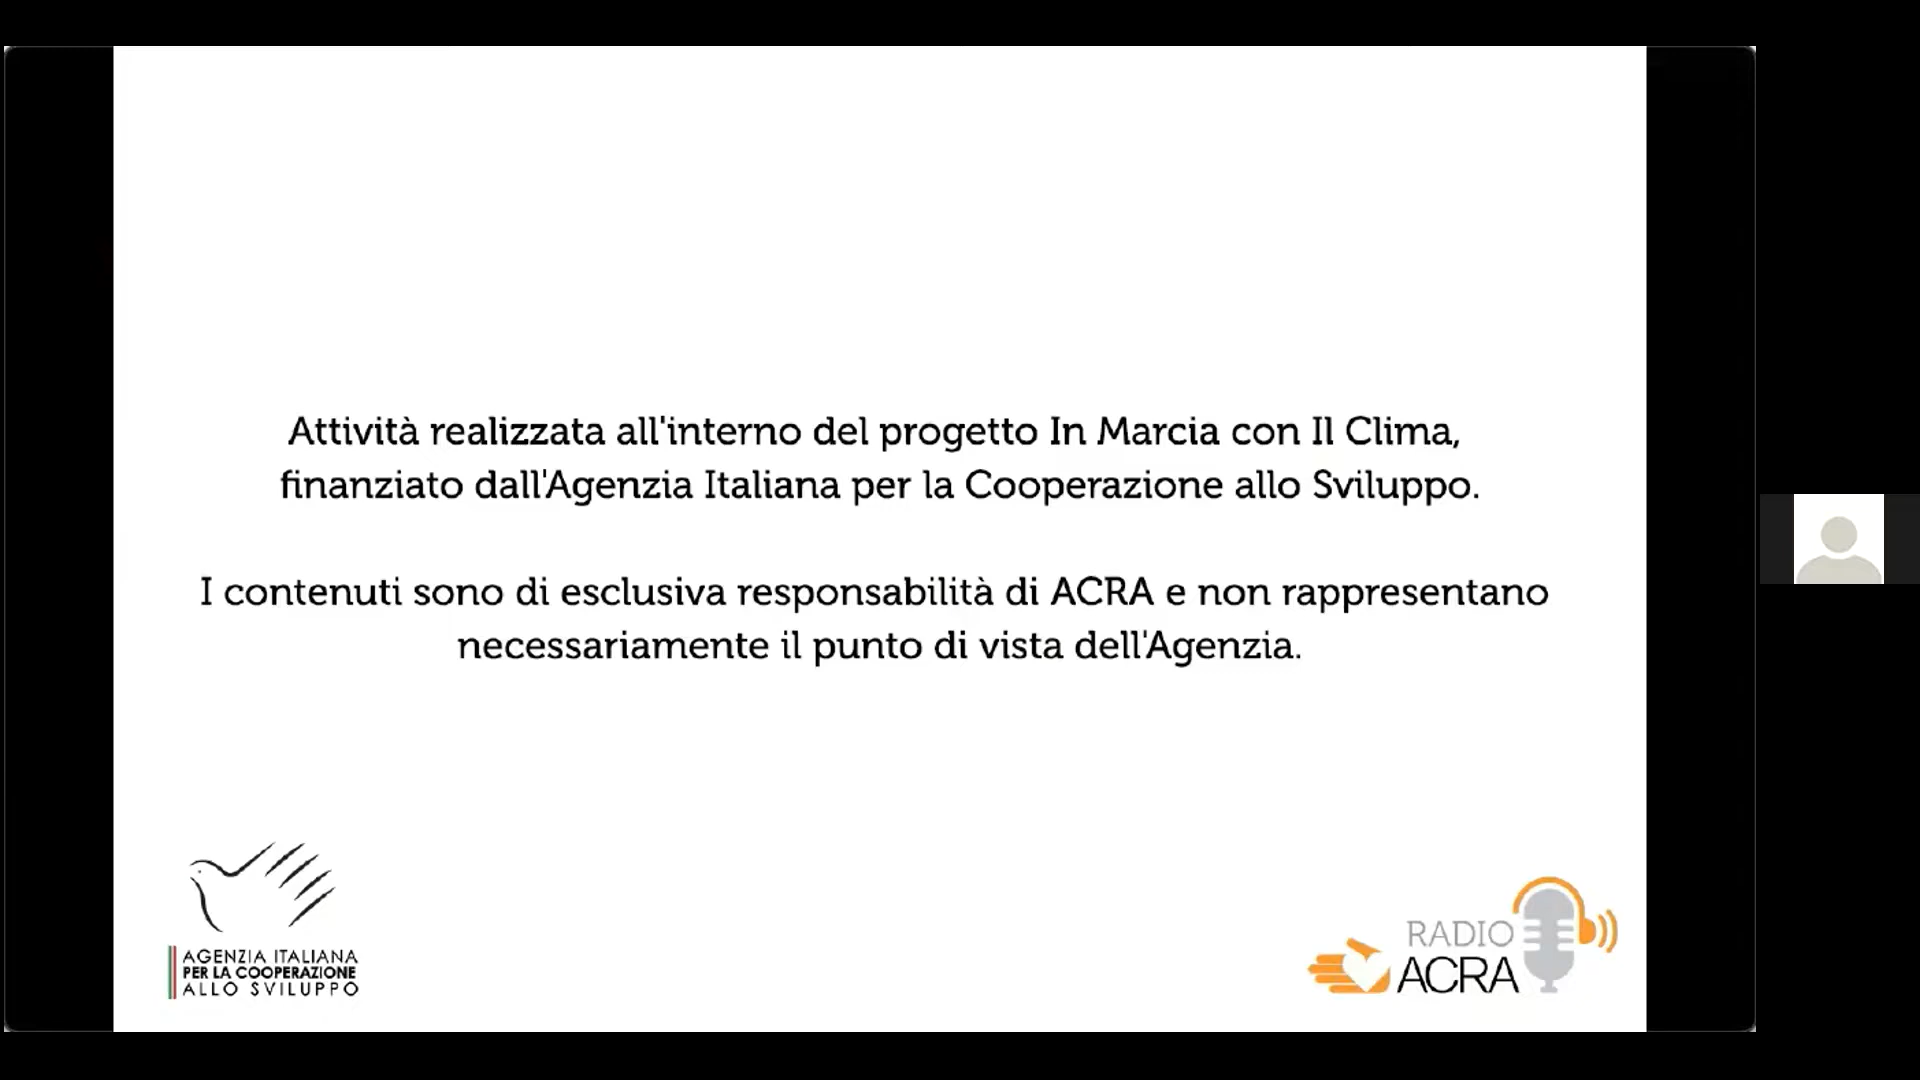 Attività realizzata all'interno del progetto In Marcia con Il Clima,
finanziato dall'Agenzia Italiana per la Cooperazione allo Sviluppo.
I contenuti sono di esclusiva responsabilità di ACRA e non rappresentano
necessariamente il punto di vista dell'Agenzia.
AGENZIA ITALIANA
PER LA COOPERAZIONE
ALLO SVILUPPO
RADIO
ACRA